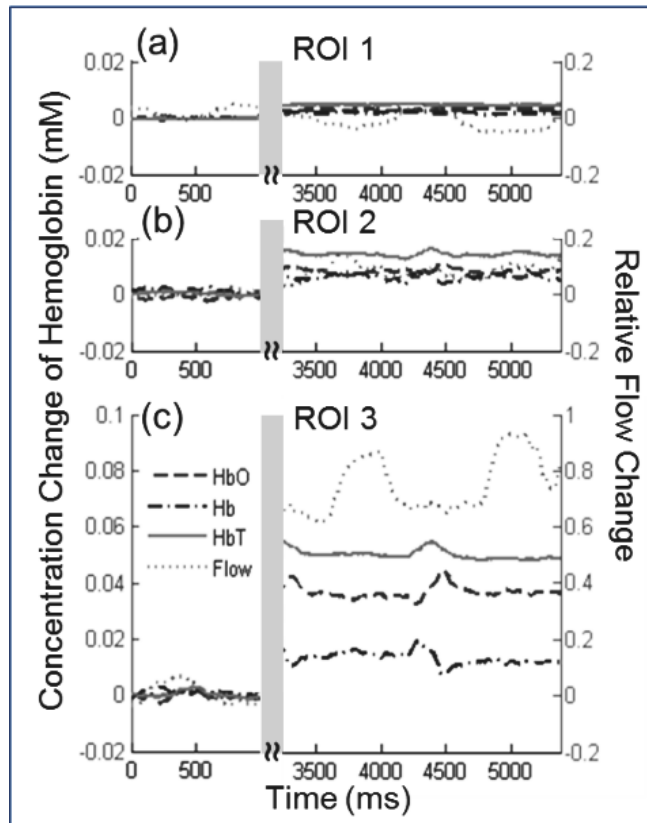 Concentration Change of Hemoglobin (mM)
Relative Flow Change
(a) ROI 1
0.02 0.2
0 0
-0.02 -0.2
0 500 3500 4000 4500 5000
(b) ROI 2
0.02 0.2
0 0
-0.02 -0.2
0 500 3500 4000 4500 5000
(c) ROI 3
0.1 1
0.08 0.8
0.06 0.6
0.04 0.4
0.02 0.2
0 0
-0.02 -0.2
HbO
Hb
HbT
Flow
0 500 3500 4000 4500 5000
Time (ms)